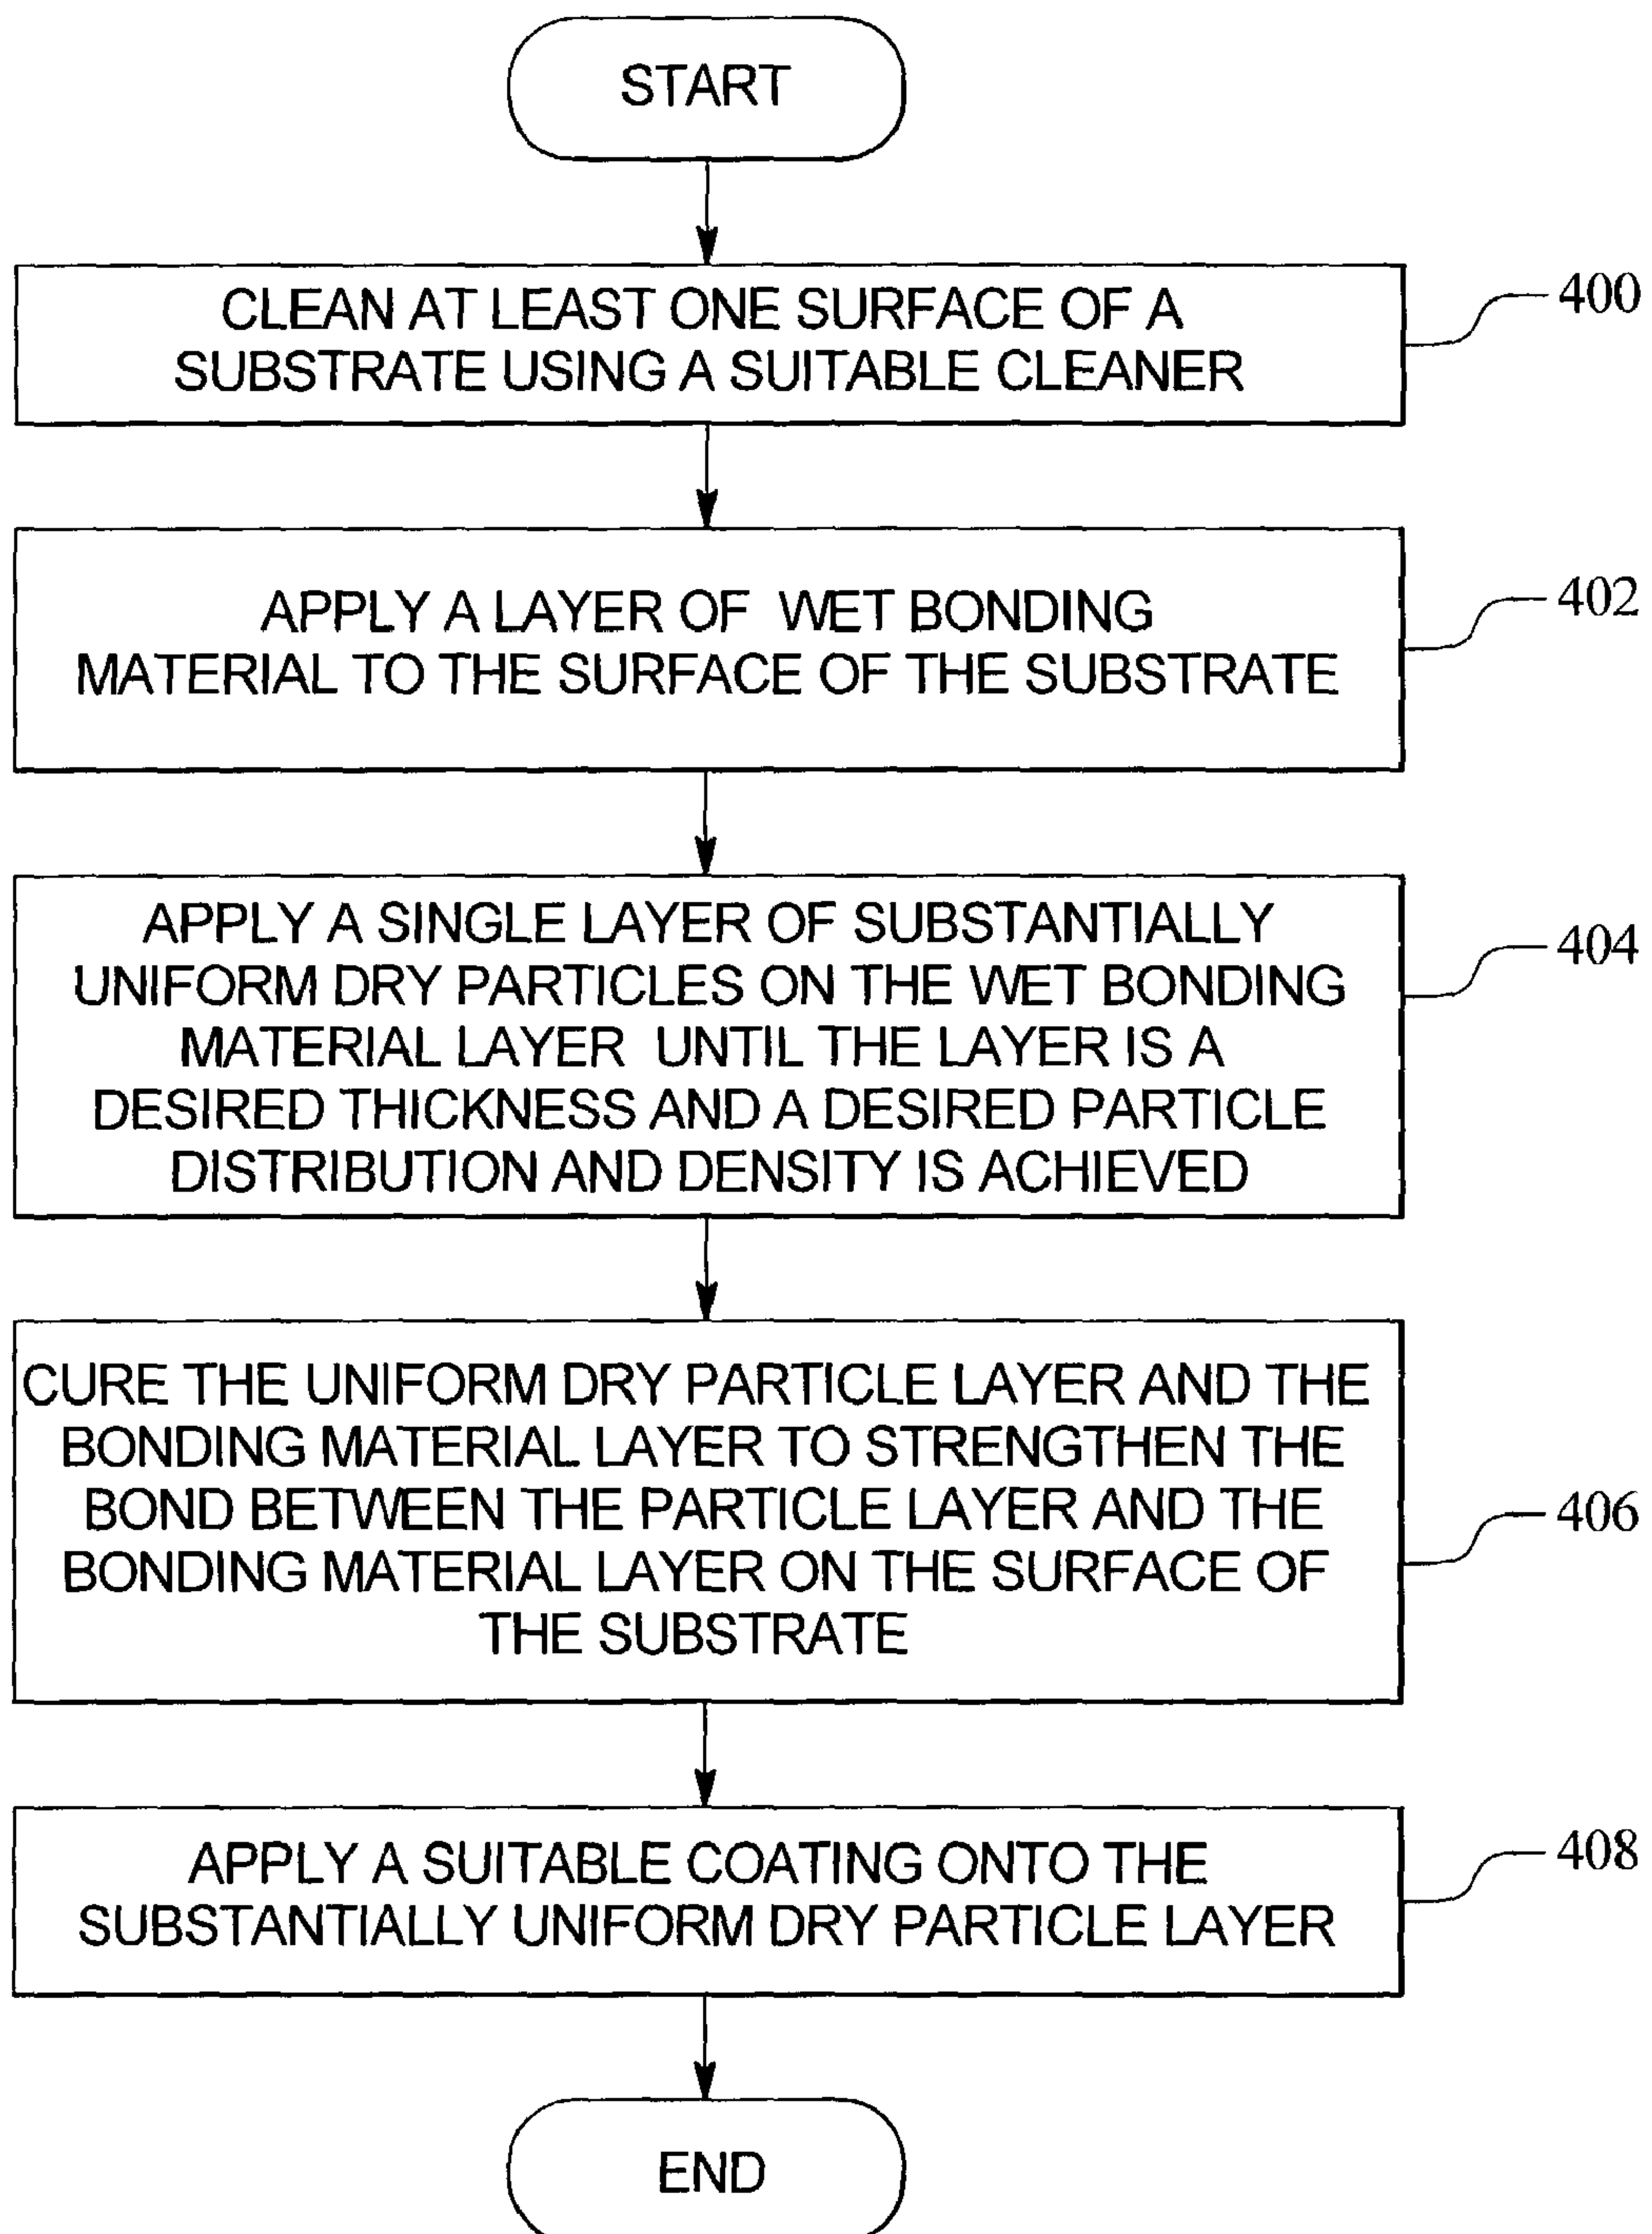 START
CLEAN AT LEAST ONE SURFACE OF A
SUBSTRATE USING A SUITABLE CLEANER
400
APPLY A LAYER OF WET BONDING
MATERIAL TO THE SURFACE OF THE SUBSTRATE
402
APPLY A SINGLE LAYER OF SUBSTANTIALLY
UNIFORM DRY PARTICLES ON THE WET BONDING
MATERIAL LAYER UNTIL THE LAYER IS A
DESIRED THICKNESS AND A DESIRED PARTICLE
DISTRIBUTION AND DENSITY IS ACHIEVED
404
CURE THE UNIFORM DRY PARTICLE LAYER AND THE
BONDING MATERIAL LAYER TO STRENGTHEN THE
BOND BETWEEN THE PARTICLE LAYER AND THE
BONDING MATERIAL LAYER ON THE SURFACE OF
THE SUBSTRATE
406
APPLY A SUITABLE COATING ONTO THE
SUBSTANTIALLY UNIFORM DRY PARTICLE LAYER
408
END